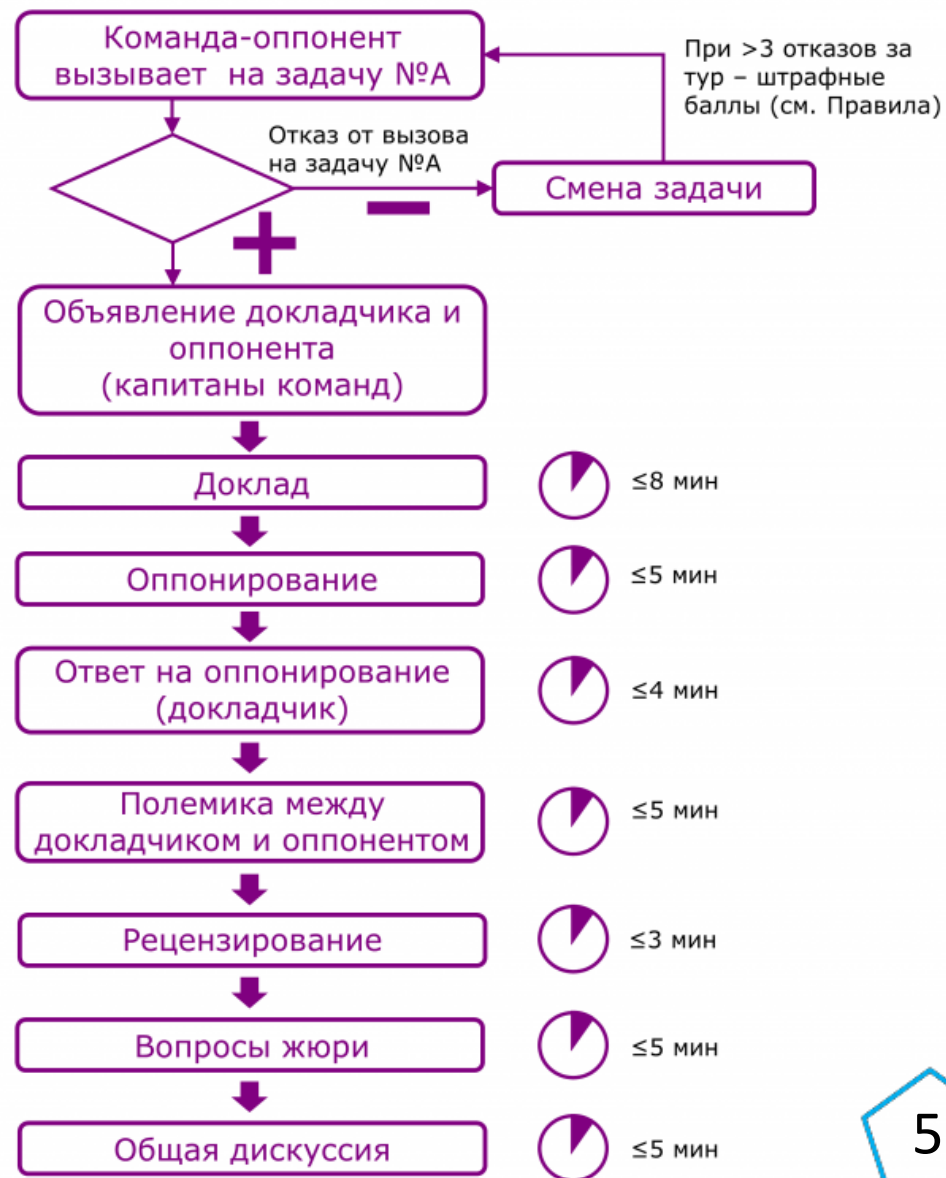 Команда-оппонент
вызывает на задачу №А
При >3 отказов за
тур – штрафные
баллы (см. Правила)
Отказ от вызова
на задачу №А
Смена задачи
Объявление докладчика и
оппонента
(капитаны команд)
Доклад
≤8 мин
Оппонирование
≤5 мин
Ответ на оппонирование
(докладчик)
≤4 мин
Полемика между
докладчиком и оппонентом
≤5 мин
Рецензирование
≤3 мин
Вопросы жюри
≤5 мин
Общая дискуссия
≤5 мин
5